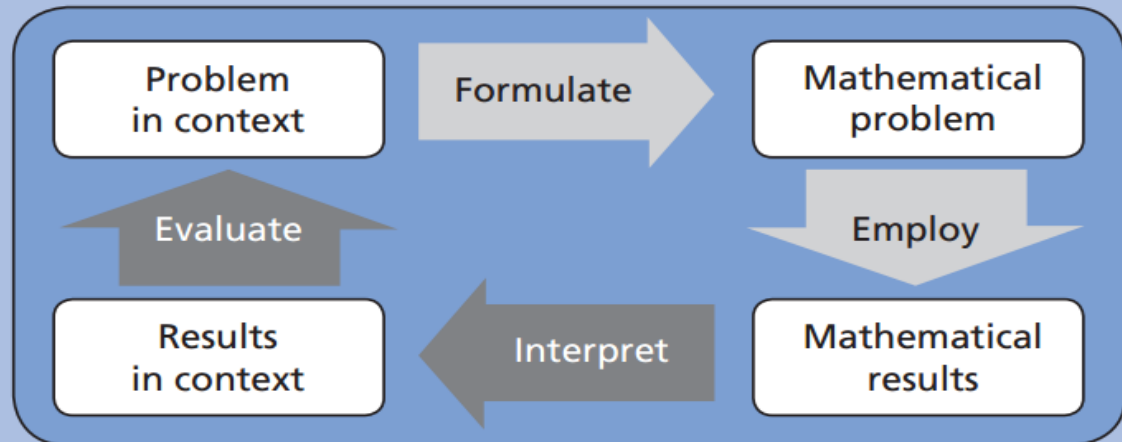 Problem
in context
Formulate
Mathematical
problem
Evaluate
Employ
Results
in context
Interpret
Mathematical
results